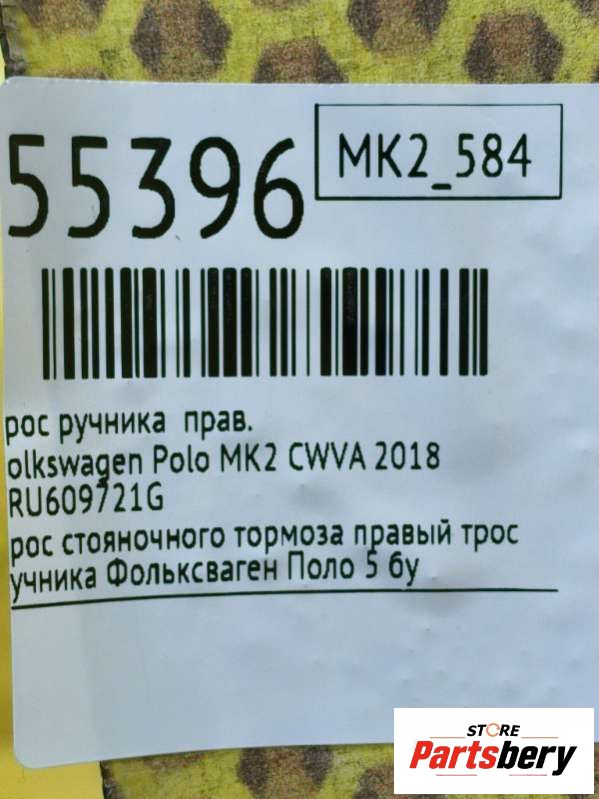 55396
MK2_584
рос ручника прав.
olkswagen Polo MK2 CWVA 2018
RU609721G
рос стояночного тормоза правый трос
учника Фольксваген Поло 5 бу
STORE
Partsbery